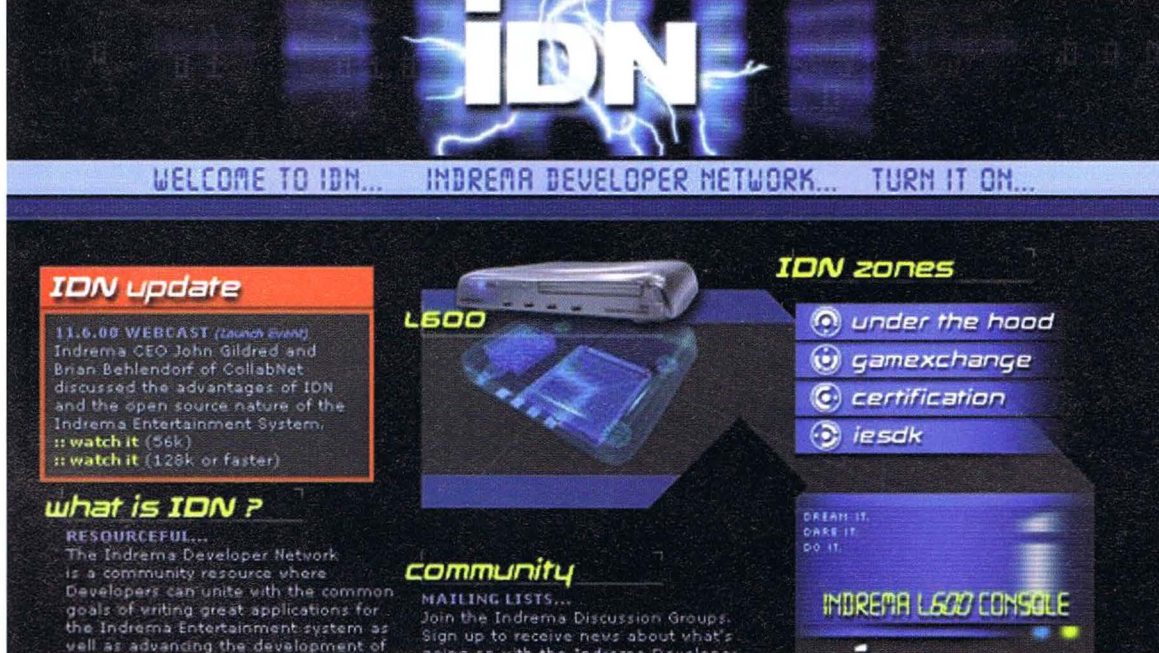 iDN
WELCOME TO IDN... INDREMA DEVELOPER NETWORK... TURN IT ON...
IDN update
11.6.00 WEBCAST (Launch Event)
Indrema CEO John Gildred and
Brian Behlendorf of CollabNet
discussed the advantages of IDN
and the open source nature of the
Indrema Entertainment System.
:: watch it (56k)
:: watch it (128k or faster)
what is IDN ?
RESOURCEFUL...
The Indrema Developer Network
is a community resource where
Developers can unite with the common
goals of writing great applications for
the Indrema Entertainment system as
well as advancing the development of
L600
community
MAILING LISTS...
Join the Indrema Discussion Groups.
Sign up to receive news about what's
going on with the Indrema Developer
IDN zones
under the hood
gamexchange
certification
iesdk
DREAM IT.
DARE IT.
DO IT.
i
INDREMA L600 CONSOLE